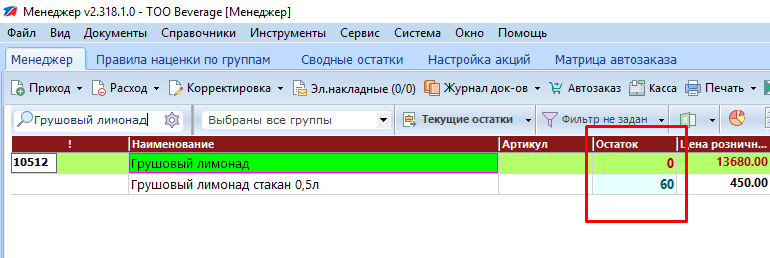 Менеджер v2.318.1.0 - ТОО Beverage [Менеджер]
Файл Вид Документы Справочники Инструменты Сервис Система Окно Помощь
Менеджер Правила наценки по группам Сводные остатки Настройка акций Матрица автозаказа
Приход Расход Корректировка Эл.накладные (0/0) Журнал док-ов Автозаказ Касса Печать
Грушовый лимонад Выбраны все группы Текущие остатки Фильтр не задан
! Наименование Артикул Остаток Цена розничн...
10512 Грушовый лимонад 0 13680.00
Грушовый лимонад стакан 0,5л 60 450.00